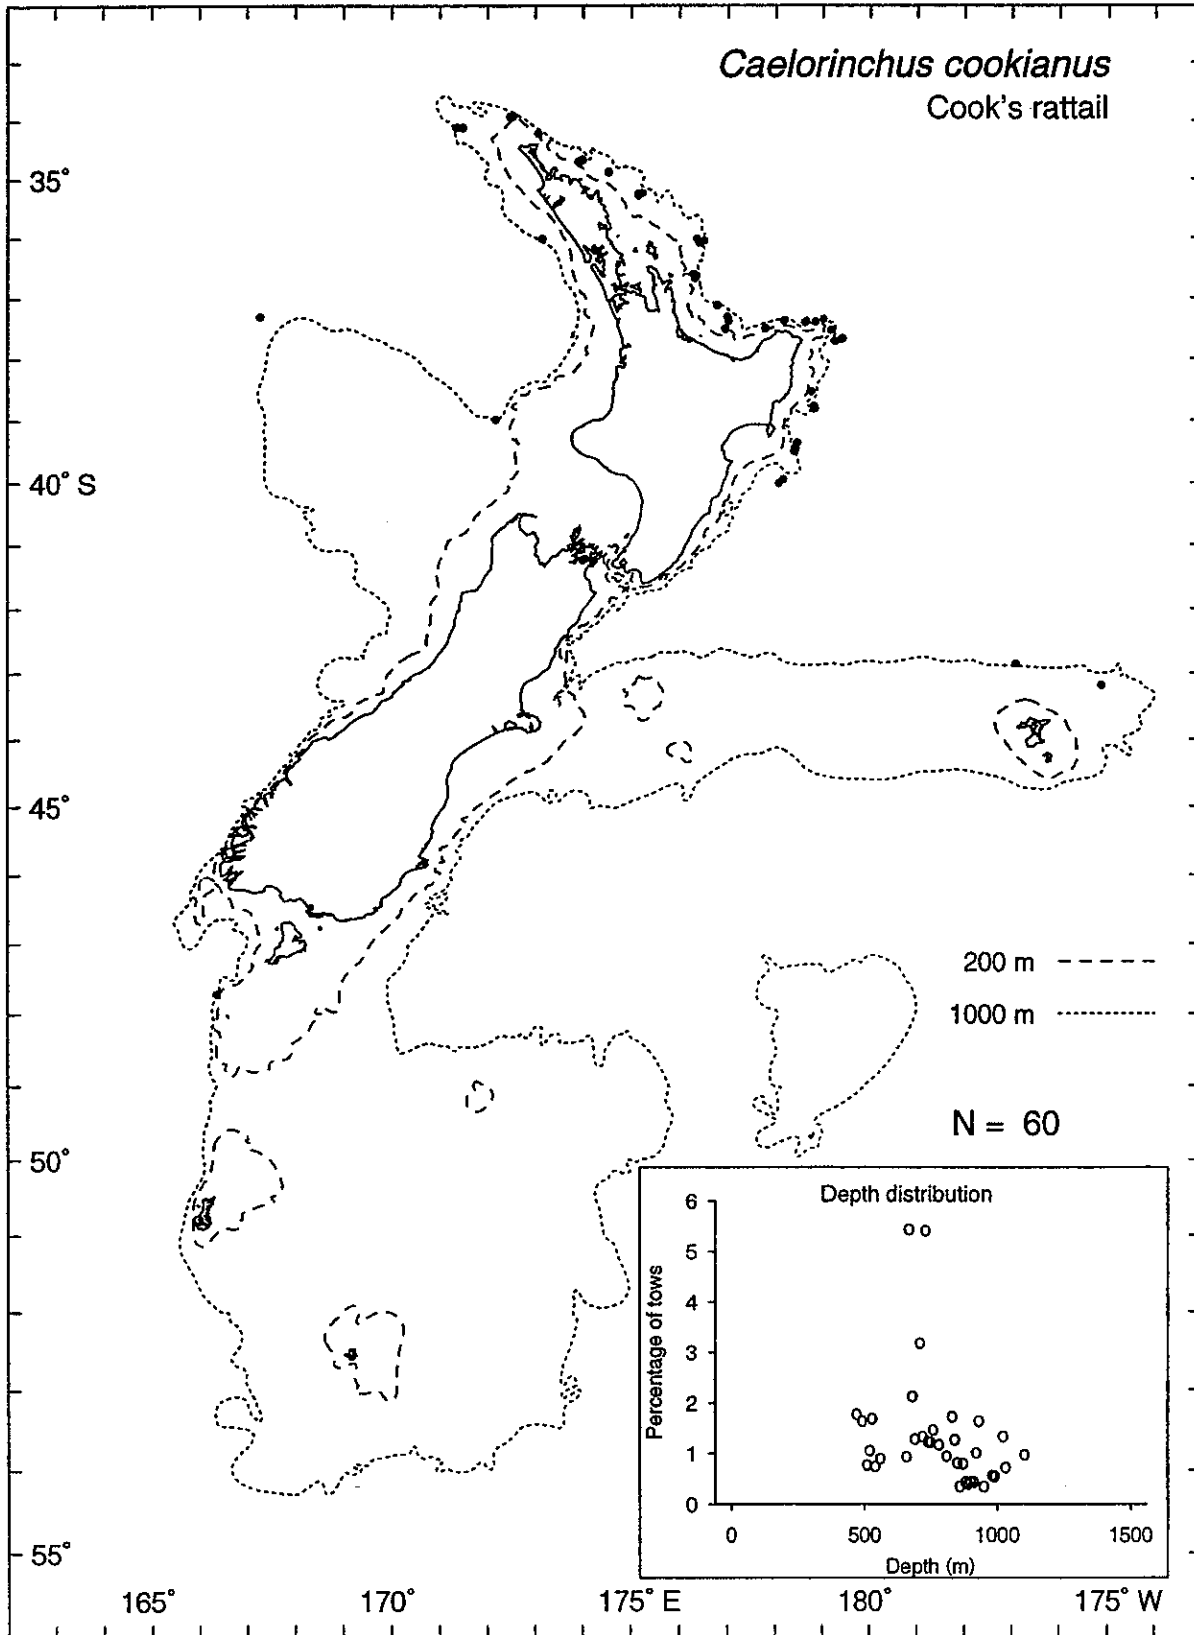 Caelorinchus cookianus
Cook's rattail
35°
40° S
45°
200 m
1000 m
N = 60
50°
Depth distribution
6
5
4
3
2
1
0
Percentage of tows
0 500 1000 1500
Depth (m)
55°
165° 170° 175° E 180° 175° W